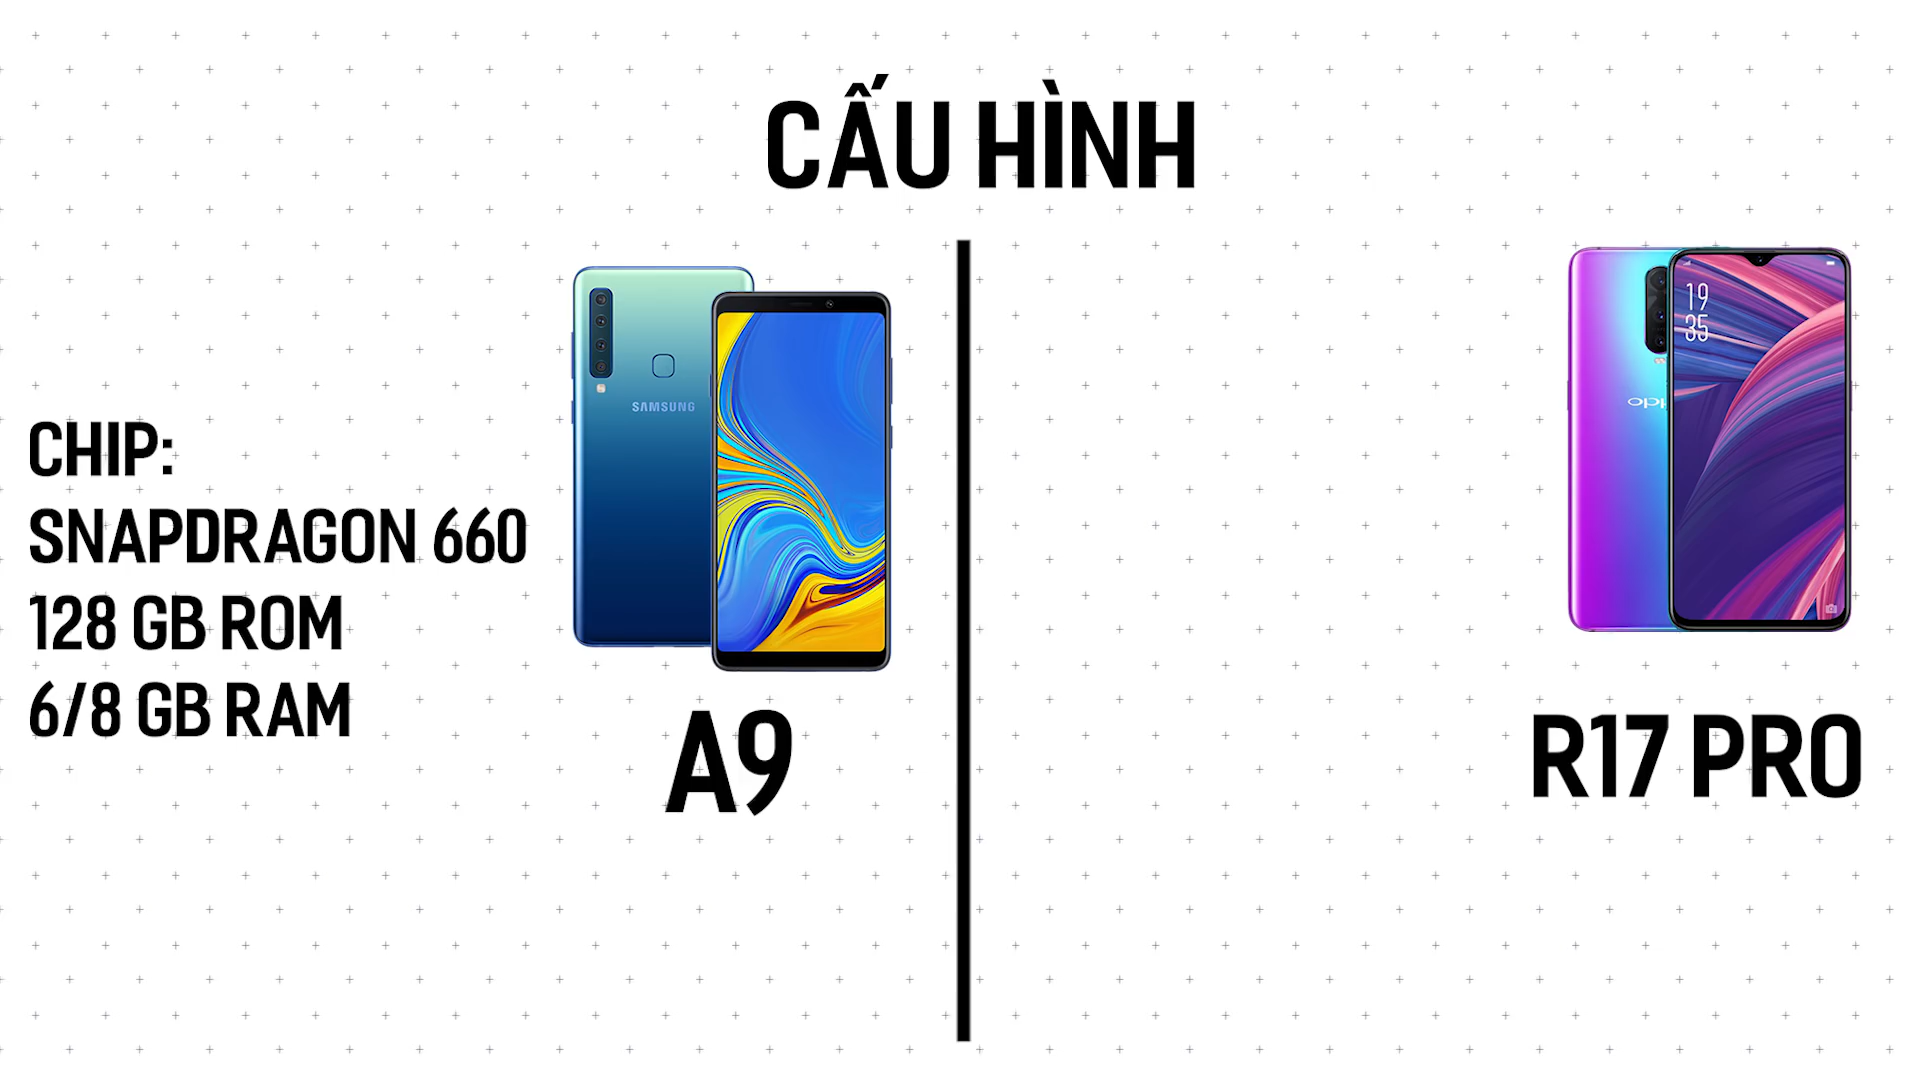 CẤU HÌNH
CHIP:
SNAPDRAGON 660
128 GB ROM
6/8 GB RAM
SAMSUNG
A9
19
35
R17 PRO